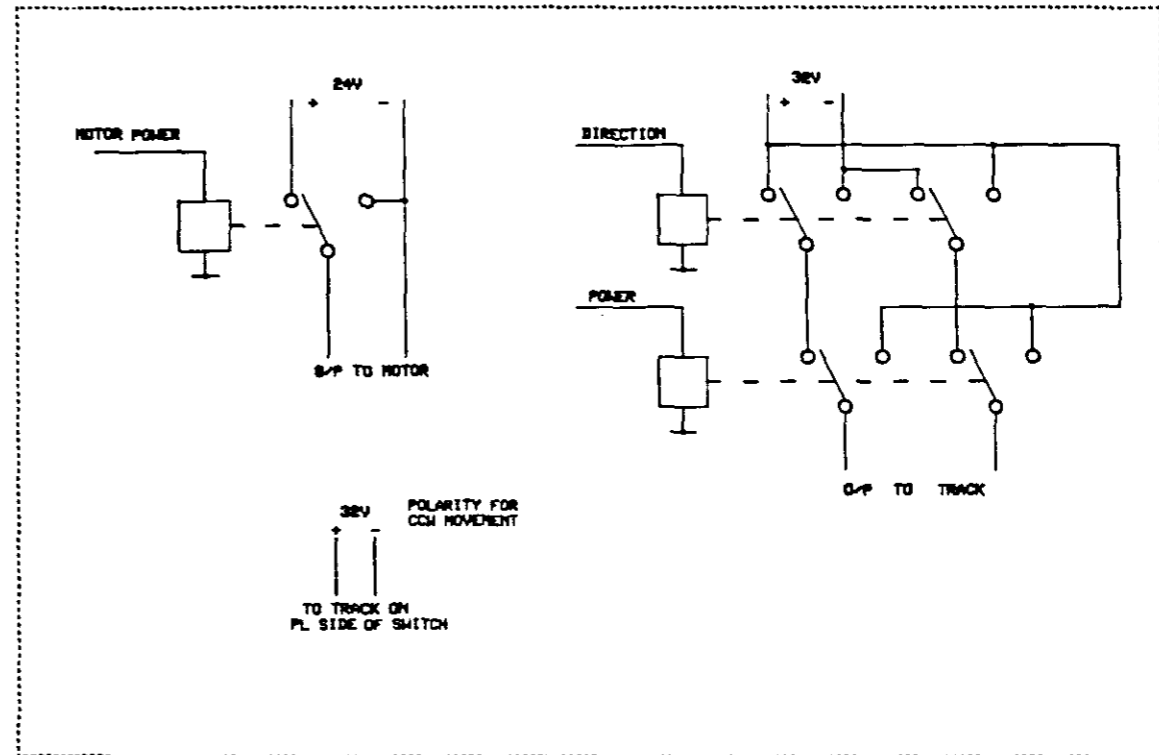 24V
+ -
MOTOR POWER
O/P TO MOTOR
32V
+ -
DIRECTION
POWER
O/P TO TRACK
32V
+ -
POLARITY FOR
CCW MOVEMENT
TO TRACK ON
PL SIDE OF SWITCH